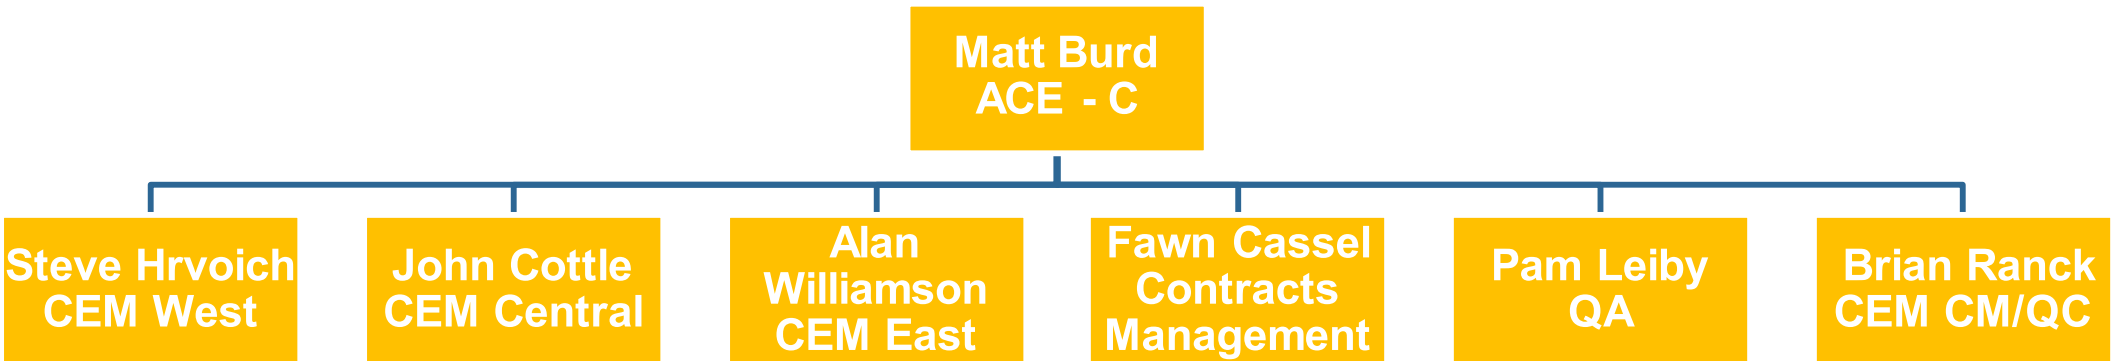 Matt Burd
ACE - C
Steve Hrvoich
CEM West
John Cottle
CEM Central
Alan
Williamson
CEM East
Fawn Cassel
Contracts
Management
Pam Leiby
QA
Brian Ranck
CEM CM/QC